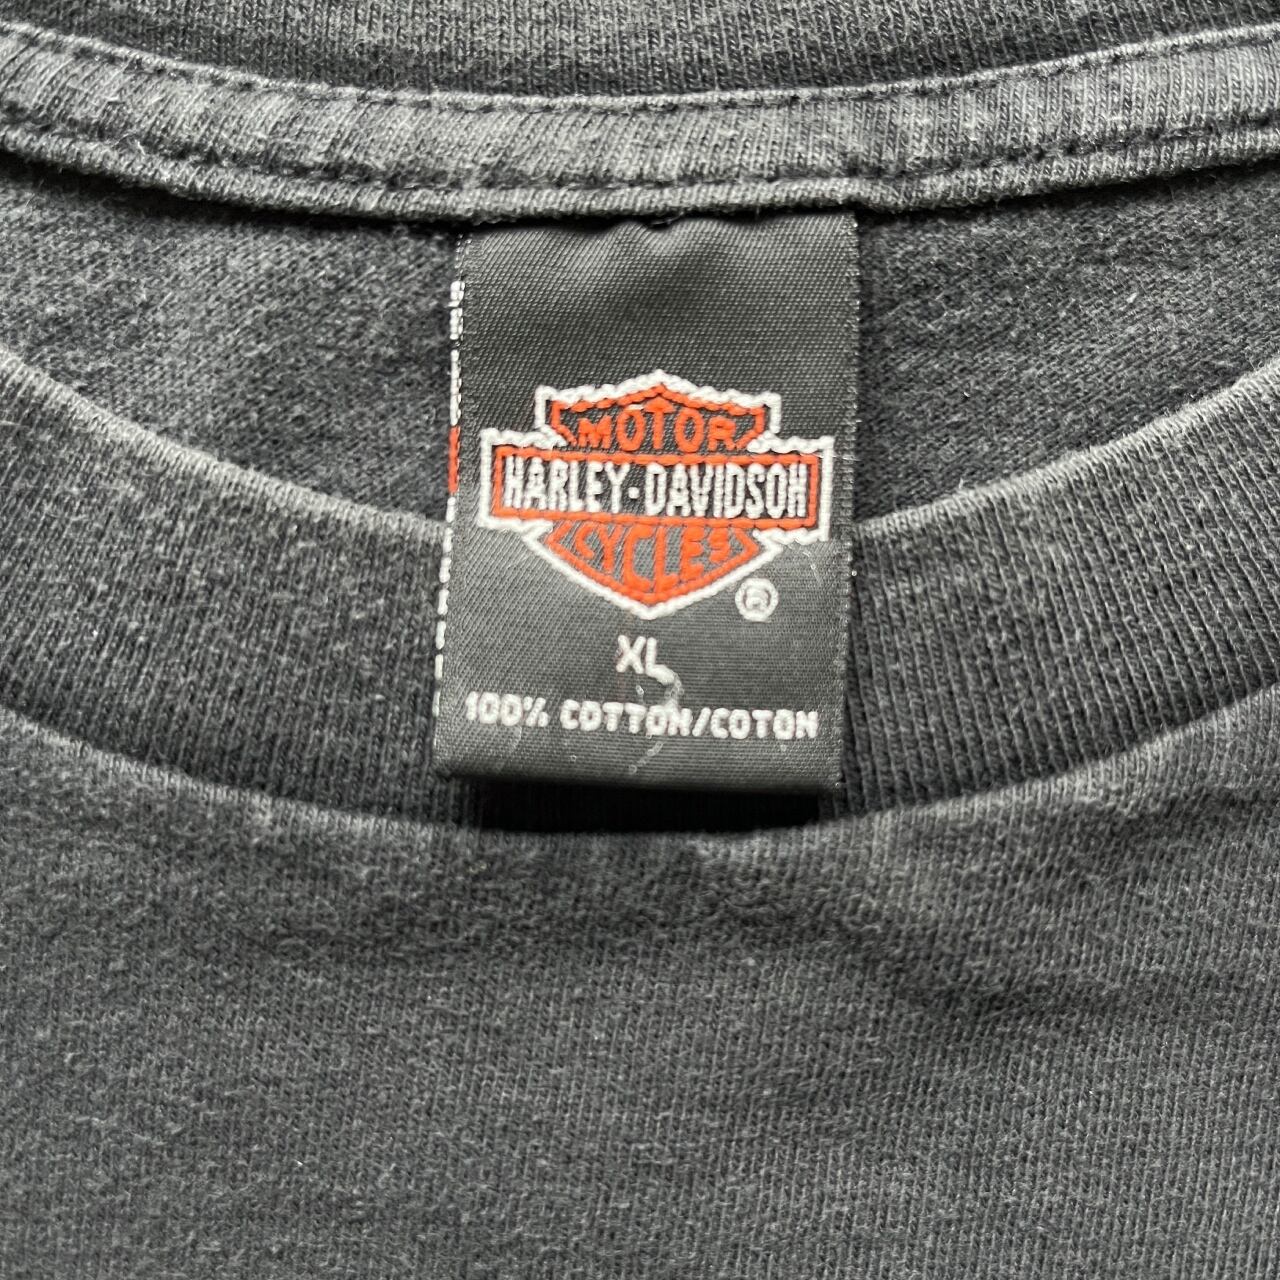 MOTOR
HARLEY-DAVIDSON
CYCLES
®
XL
100% COTTON/COTON